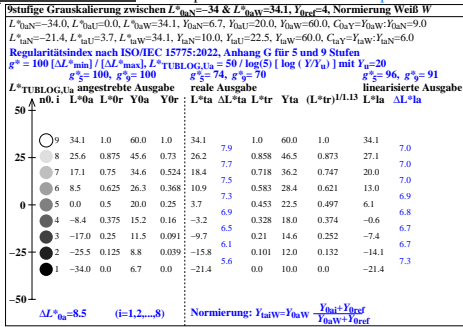 9stufige Grauskalierung zwischen L*0aN=−34 & L*0aW=34.1, Y0ref=4, Normierung Weiß W
L*0aN=−34.0, L*0aU=0.0, L*0aW=34.1, Y0aN=6.7, Y0aU=20.0, Y0aW=60.0, C0aY=Y0aW:Y0aN=9.0
L*taN=−21.4, L*taU=3.7, L*taW=34.1, YtaN=10.0, YtaU=22.5, YtaW=60.0, CtaY=YtaW:YtaN=6.0
Regularitätsindex nach ISO/IEC 15775:2022, Anhang G für 5 und 9 Stufen
g* = 100 [ΔL*min] / [ΔL*max], L*TUBLOG,Ua = 50 / log(5) [ log ( Y/Yu) ] mit Yu=20
g*5= 100, g*9= 100 g*5= 74, g*9= 70 g*5= 96, g*9= 91
L*TUBLOG,Ua angestrebte Ausgabe reale Ausgabe linearisierte Ausgabe
n0. i L*0a L*0r Y0a Y0r L*ta ΔL*ta L*tr Yta (L*tr)^1/1.13 L*la ΔL*la
9 34.1 1.0 60.0 1.0 34.1 1.0 60.0 1.0 34.1
7.9 7.0
8 25.6 0.875 45.6 0.73 26.2 0.858 46.5 0.873 27.1
7.7 7.0
7 17.1 0.75 34.6 0.524 18.4 0.718 36.2 0.747 20.0
7.5 7.0
6 8.5 0.625 26.3 0.368 10.9 0.583 28.4 0.621 13.0
7.3 6.9
5 0.0 0.5 20.0 0.25 3.7 0.453 22.5 0.497 6.1
6.9 6.8
4 −8.4 0.375 15.2 0.16 −3.2 0.328 18.0 0.374 −0.6
6.5 6.7
3 −17.0 0.25 11.5 0.091 −9.7 0.21 14.6 0.252 −7.4
6.1 6.7
2 −25.5 0.125 8.8 0.039 −15.8 0.101 12.0 0.132 −14.1
5.6 7.3
1 −34.0 0.0 6.7 0.0 −21.4 0.0 10.0 0.0 −21.4
50
25
0
−25
−50
ΔL*0a=8.5 (i=1,2,...,8) Normierung: YtaiW=Y0aW (Y0ai+Y0ref)/(Y0aW+Y0ref)